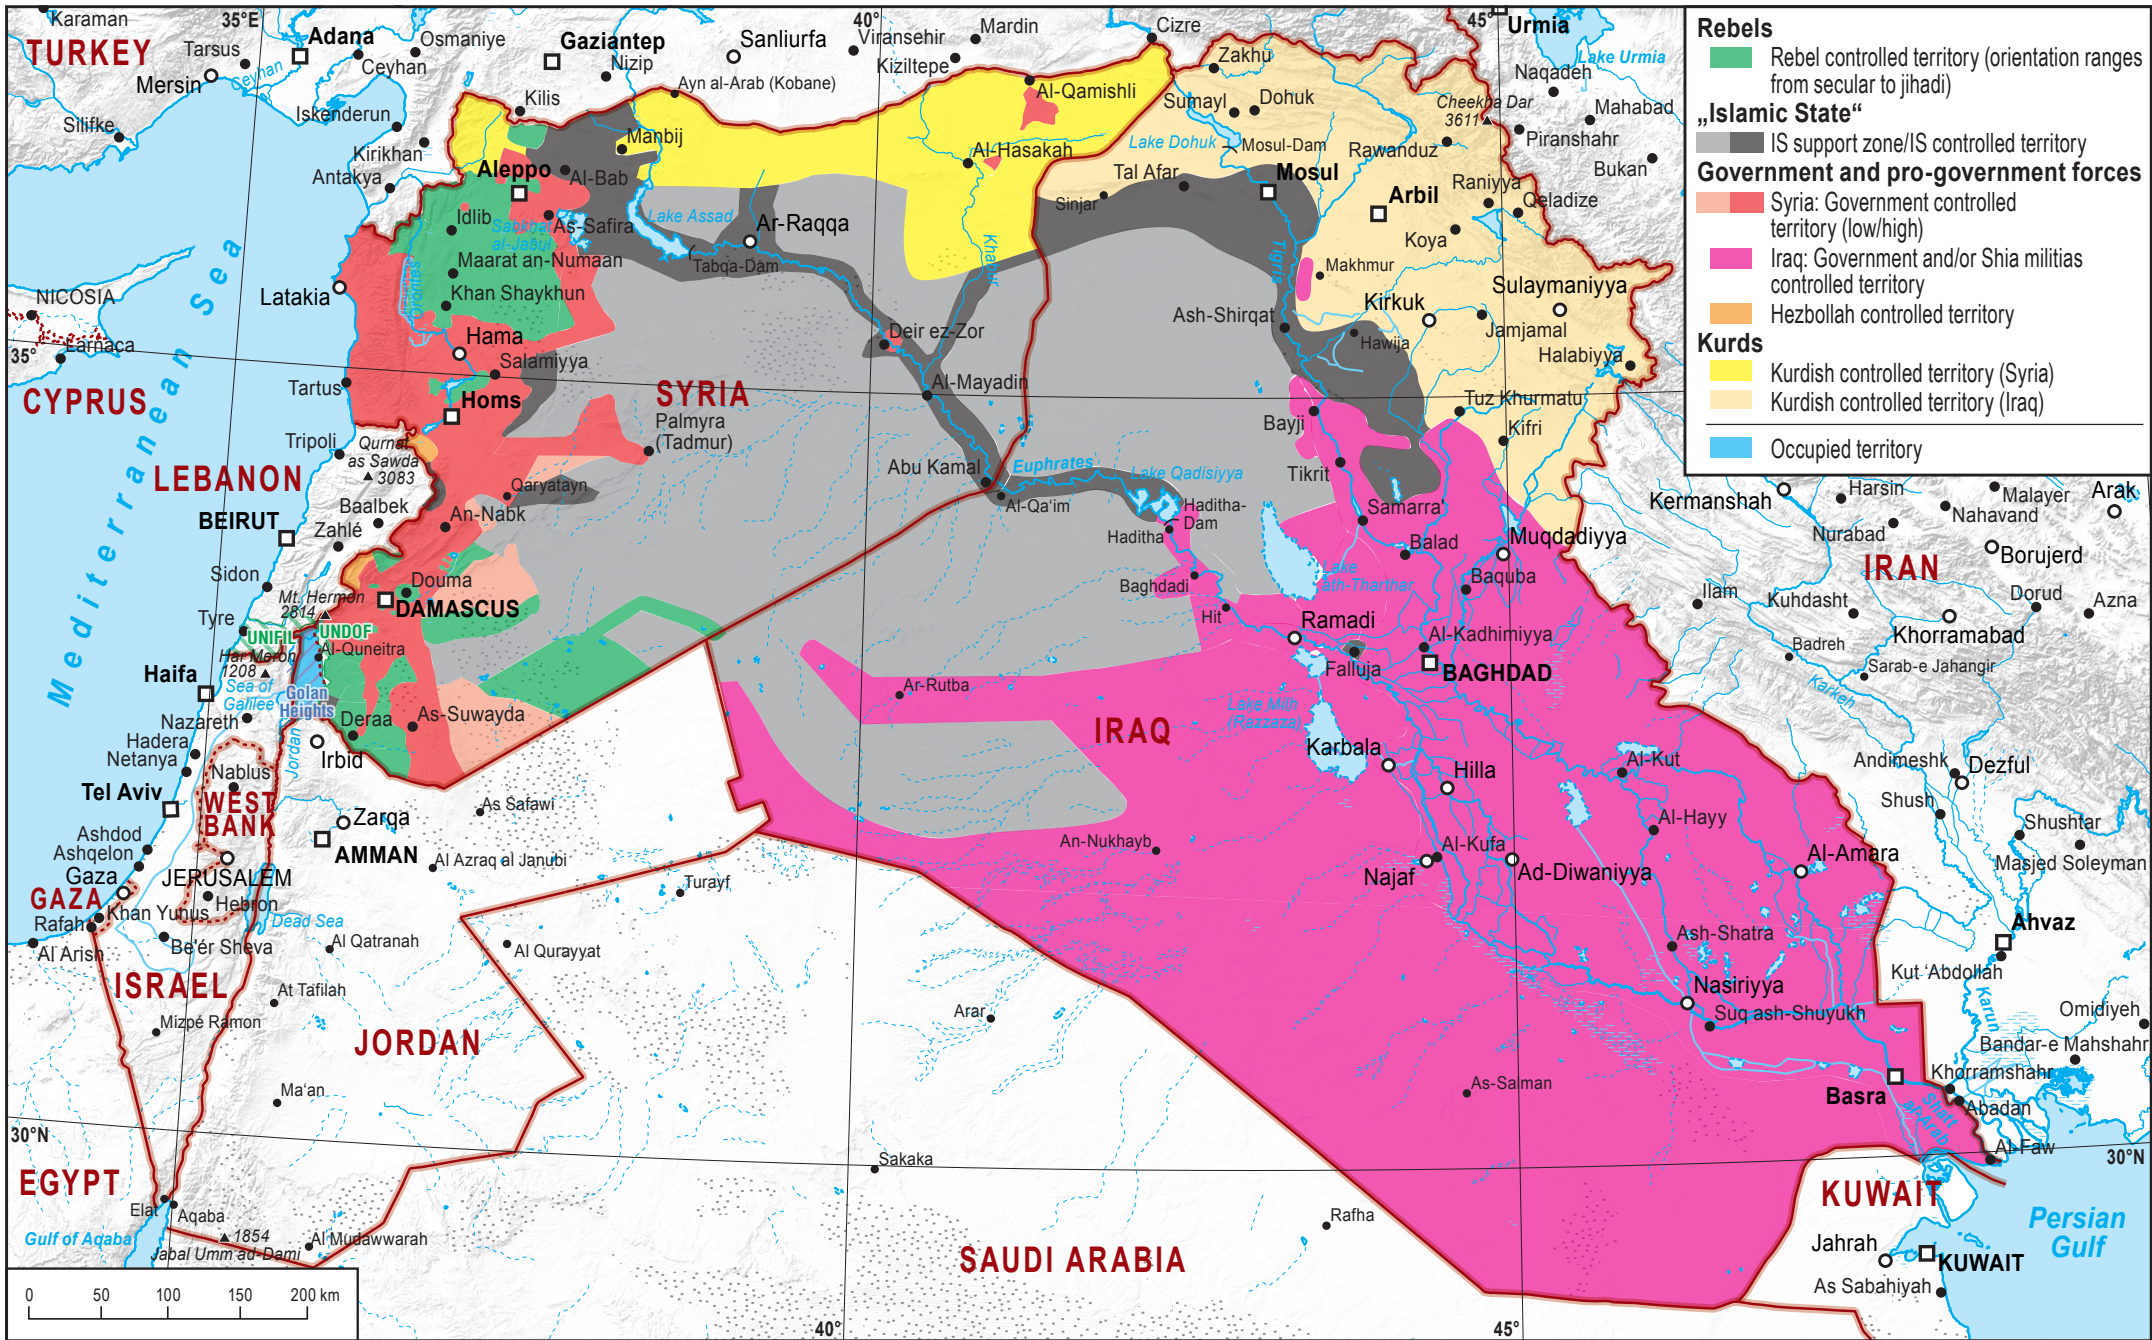 35°E
40°
45°
Karaman
TURKEY
Tarsus
Adana
Osmaniye
Ceyhan
Ceyhan
Mersin
Silifke
Iskenderun
Kirikhan
Antakya
Gaziantep
Nizip
Kilis
Sanliurfa
Ayn al-Arab (Kobane)
Viransehir
Kiziltepe
Mardin
Cizre
Zakhu
Urmia
Lake Urmia
Naqadeh
Mahabad
Cheekha Dar
3611
Piranshahr
Bukan
Al-Qamishli
Sumayl
Dohuk
Lake Dohuk
Mosul-Dam
Rawanduz
Manbij
Al-Hasakah
Aleppo
Al-Bab
Tal Afar
Mosul
Sinjar
Arbil
Raniyya
Qeladize
Koya
Idlib
Sabkhat
al-Jabul
As-Safira
Lake Assad
Ar-Raqqa
Tabqa-Dam
Khabur
Tigris
Makhmur
Maarat an-Numaan
Khan Shaykhun
Orontes
Latakia
NICOSIA
Larnaca
35°
CYPRUS
Mediterranean Sea
Sulaymaniyya
Kirkuk
Jamjamal
Ash-Shirqat
Hawija
Halabiyya
Hama
Salamiyya
Deir ez-Zor
Al-Mayadin
Tartus
Homs
SYRIA
Palmyra
(Tadmur)
Bayji
Tuz Khurmatu
Kifri
Tripoli
Qurnat
as Sawda
3083
LEBANON
Baalbek
BEIRUT
Zahlé
Qaryatayn
An-Nabk
Abu Kamal
Euphrates
Al-Qa‘im
Lake Qadisiyya
Haditha-
Dam
Haditha
Tikrit
Samarra'
Balad
Muqdadiyya
Lake
ath-Tharthar
Baquba
Baghdadi
Hit
Sidon
Mt. Hermon
2814
Douma
DAMASCUS
Tyre
UNIFIL
UNDOF
Har Meron
1208
Al-Quneitra
Haifa
Sea of
Galilee
Golan
Heights
Nazareth
Deraa
As-Suwayda
Hadera
Netanya
Jordan
Irbid
Ramadi
Al-Kadhimiyya
Falluja
BAGHDAD
Ar-Rutba
IRAQ
Lake Milh
(Razzaza)
Karbala
Hilla
Al-Kut
Al-Hayy
Nablus
Tel Aviv
WEST
BANK
Zarqa
AMMAN
As Safawi
Al Azraq al Janubi
Ashdod
Ashqelon
Gaza
JERUSALEM
GAZA
Hebron
Khan Yunus
Rafah
Dead Sea
Al Arish
Be'ér Sheva
Al Qatranah
ISRAEL
At Tafilah
Mizpé Ramon
JORDAN
Turayf
Al Qurayyat
Arar
An-Nukhayb
Al-Kufa
Najaf
Ad-Diwaniyya
Al-Amara
Ash-Shatra
Nasiriyya
Suq ash-Shuyukh
As-Salman
Basra
Ma‘an
30°N
EGYPT
Elat
Aqaba
Gulf of Aqaba
1854
Jabal Umm ad-Dami
Al Mudawwarah
Sakaka
Rafha
SAUDI ARABIA
Kermanshah
Harsin
Malayer
Arak
Nahavand
Nurabad
IRAN
Borujerd
Ilam
Kuhdasht
Dorud
Azna
Khorramabad
Badreh
Sarab-e Jahangir
Karkeh
Andimeshk
Dezful
Shush
Shushtar
Masjed Soleyman
Ahvaz
Kut ‘Abdollah
Karun
Omidiyeh
Bandar-e Mahshahr
Khorramshahr
Shatt
al-Arab
Abadan
Al-Faw
30°N
KUWAIT
Persian
Gulf
Jahrah
KUWAIT
As Sabahiyah
0 50 100 150 200 km
40°
45°
Rebels
Rebel controlled territory (orientation ranges
from secular to jihadi)
„Islamic State“
IS support zone/IS controlled territory
Government and pro-government forces
Syria: Government controlled
territory (low/high)
Iraq: Government and/or Shia militias
controlled territory
Hezbollah controlled territory
Kurds
Kurdish controlled territory (Syria)
Kurdish controlled territory (Iraq)
Occupied territory